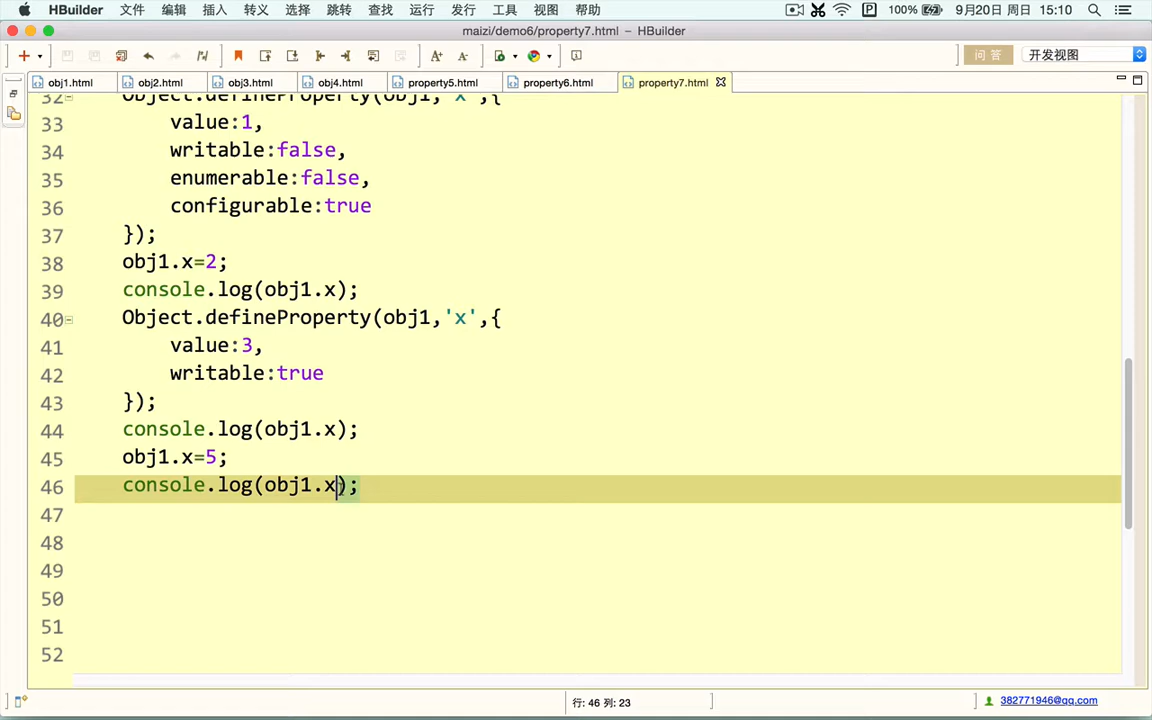 HBuilder 文件 编辑 插入 转义 选择 跳转 查找 运行 发行 工具 视图 帮助 100% 9月20日 周日 15:10
maizi/demo6/property7.html – HBuilder
问 答 开发视图
obj1.html obj2.html obj3.html obj4.html property5.html property6.html property7.html
32 Object.defineProperty(obj1,'x',{
33 value:1,
34 writable:false,
35 enumerable:false,
36 configurable:true
37 });
38 obj1.x=2;
39 console.log(obj1.x);
40 Object.defineProperty(obj1,'x',{
41 value:3,
42 writable:true
43 });
44 console.log(obj1.x);
45 obj1.x=5;
46 console.log(obj1.x);
47
48
49
50
51
52
行: 46 列: 23 382771946@qq.com